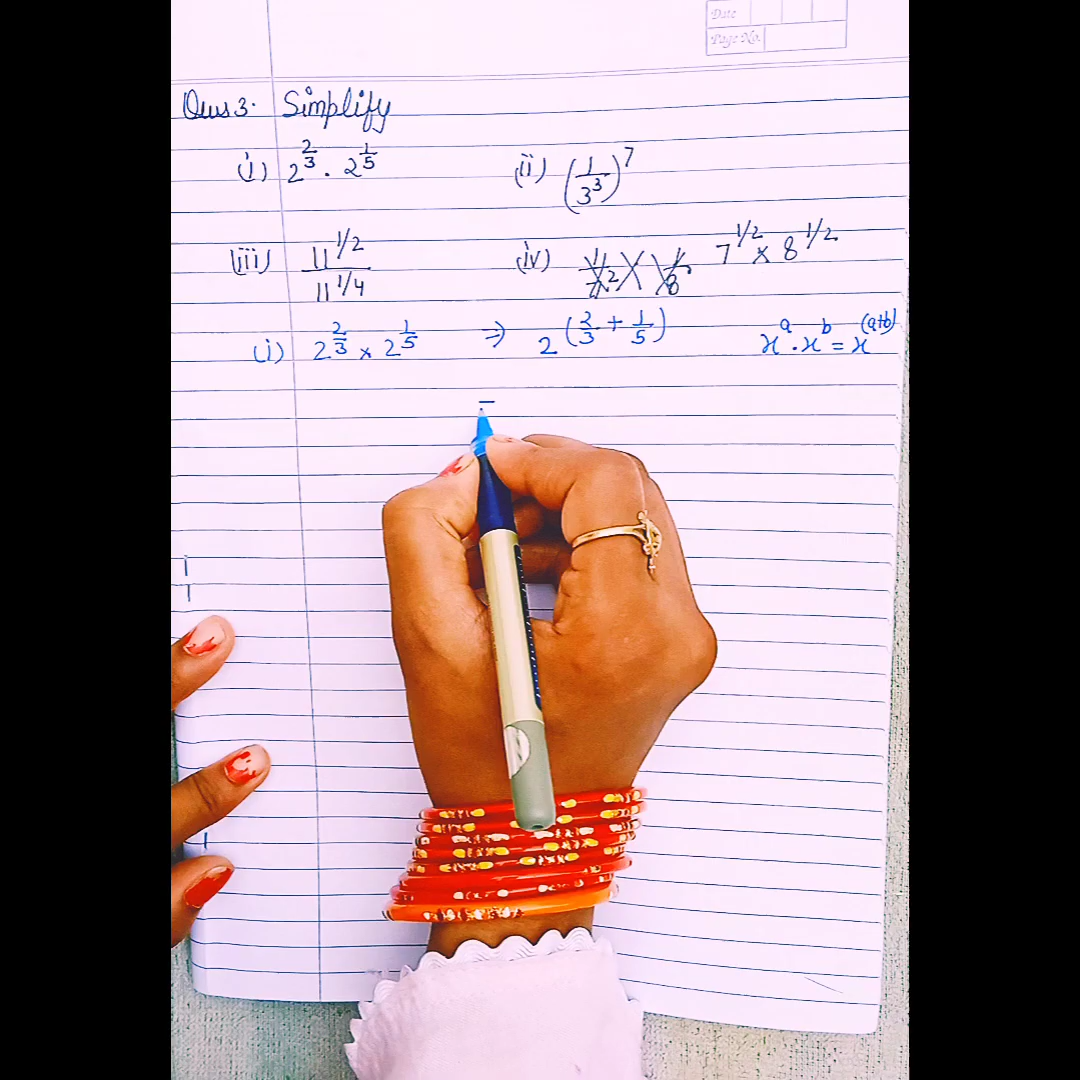 Date
Page No.
Ques 3. Simplify
(i) 2^(2/3) . 2^(1/5) (ii) (1/3^3)^7
(iii) 11^(1/2) / 11^(1/4) (iv) 7^(1/2) x 8^(1/2)
(i) 2^(2/3) x 2^(1/5) ⇒ 2^(2/3 + 1/5) x^a . x^b = x^(a+b)